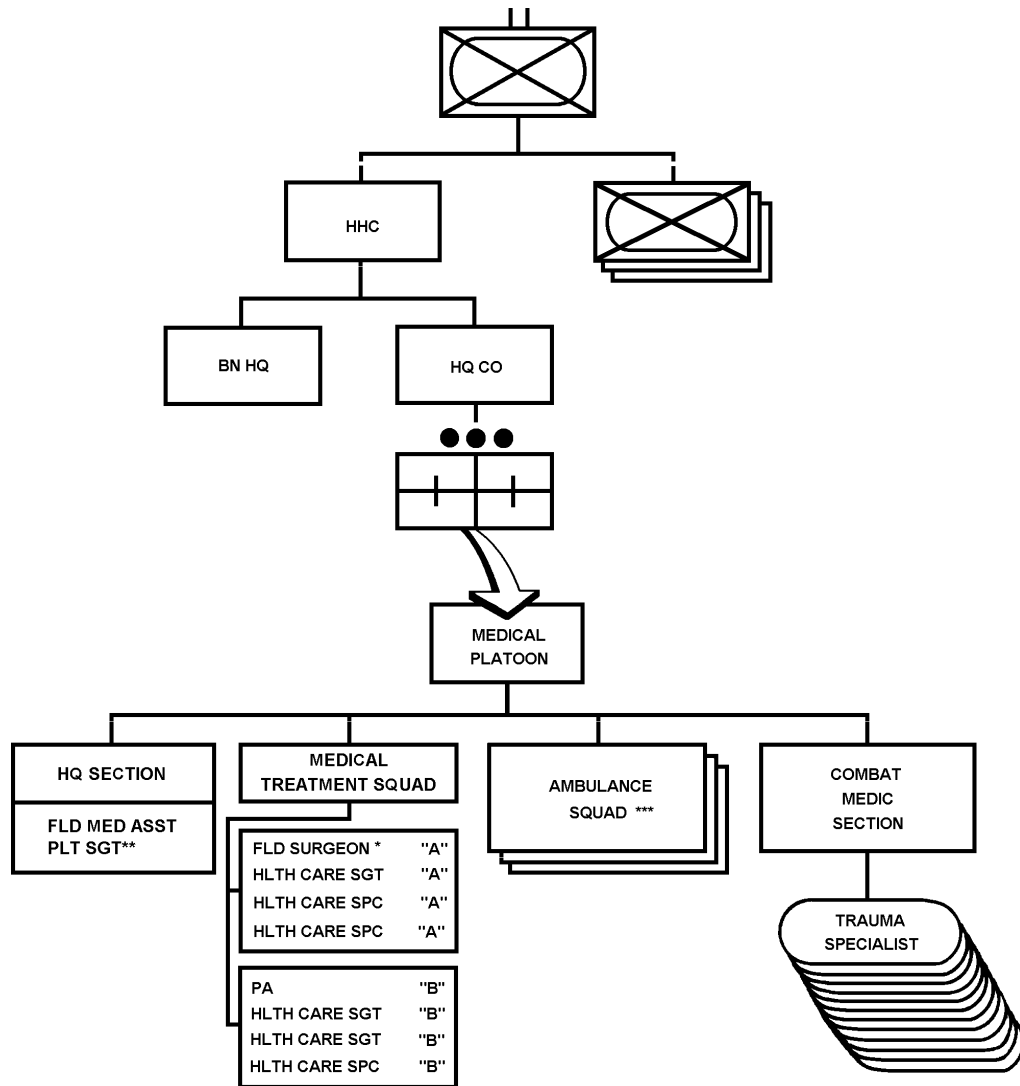 HHC
BN HQ
HQ CO
MEDICAL
PLATOON
HQ SECTION
FLD MED ASST
PLT SGT**
MEDICAL
TREATMENT SQUAD
FLD SURGEON * "A"
HLTH CARE SGT "A"
HLTH CARE SPC "A"
HLTH CARE SPC "A"
PA "B"
HLTH CARE SGT "B"
HLTH CARE SGT "B"
HLTH CARE SPC "B"
AMBULANCE
SQUAD ***
COMBAT
MEDIC
SECTION
TRAUMA
SPECIALIST